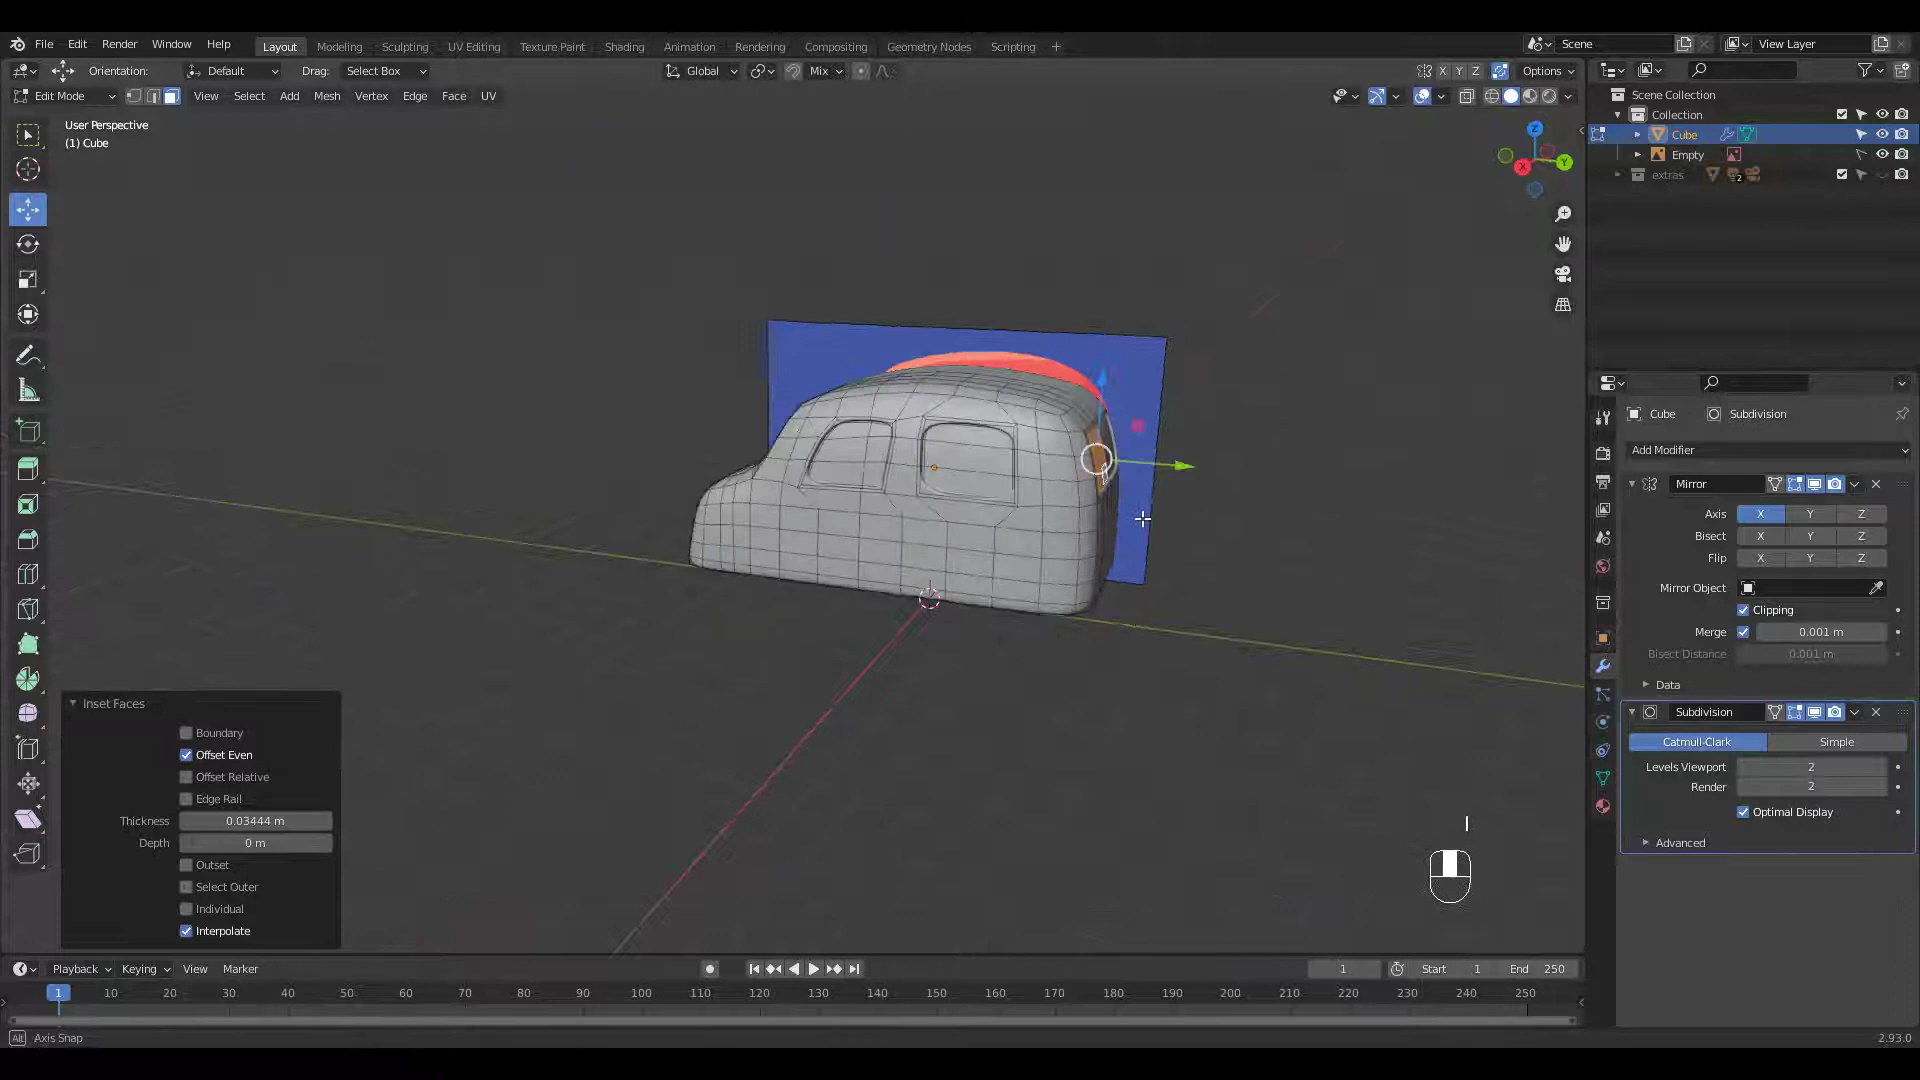 File Edit Render Window Help
Layout Modeling Sculpting UV Editing Texture Paint Shading Animation Rendering Compositing Geometry Nodes Scripting +
Scene
View Layer
Orientation: Default Drag: Select Box
Global Mix
X Y Z Options
Edit Mode View Select Add Mesh Vertex Edge Face UV
User Perspective
(1) Cube
Z
Y
X
Scene Collection
Collection
Cube
Empty
extras
2
Cube Subdivision
Add Modifier
Mirror
Axis X Y Z
Bisect X Y Z
Flip X Y Z
Mirror Object
Clipping
Merge 0.001 m
Bisect Distance 0.001 m
Data
Subdivision
Catmull-Clark Simple
Levels Viewport 2
Render 2
Optimal Display
Advanced
Inset Faces
Boundary
Offset Even
Offset Relative
Edge Rail
Thickness 0.03444 m
Depth 0 m
Outset
Select Outer
Individual
Interpolate
I
Playback Keying View Marker
1 Start 1 End 250
1 10 20 30 40 50 60 70 80 90 100 110 120 130 140 150 160 170 180 190 200 210 220 230 240 250
Alt Axis Snap
2.93.0